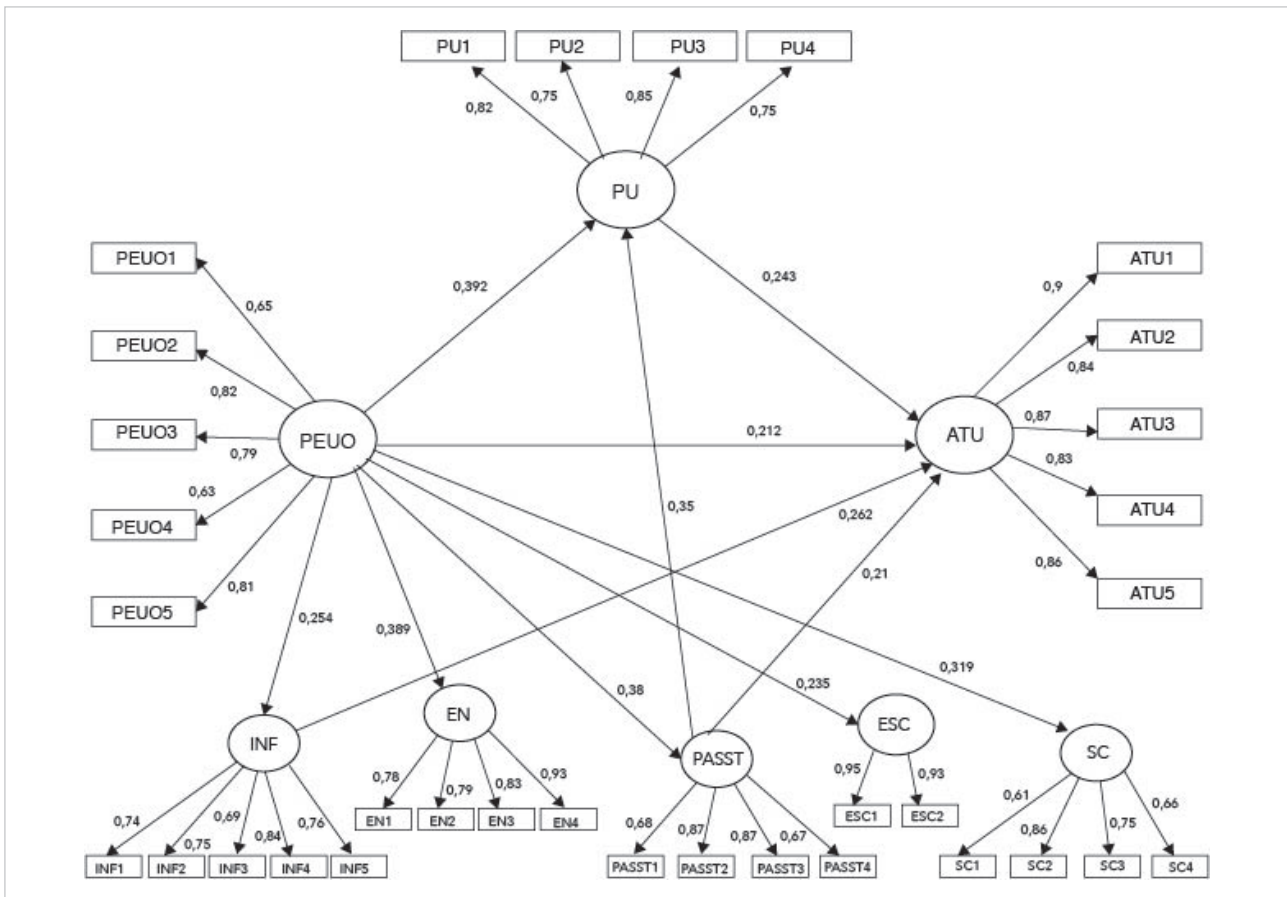 PU1 PU2 PU3 PU4
0,82 0,75 0,85 0,75
PU
PEUO1
0,65
PEUO2
0,82
PEUO3
0,79
PEUO4
0,63
PEUO5
0,81
PEUO
0,392
0,243
0,212
0,35
0,262
0,21
ATU
ATU1
0,9
ATU2
0,84
ATU3
0,87
ATU4
0,83
ATU5
0,86
0,254
0,389
0,38
0,235
0,319
INF
0,74 0,75 0,69 0,84 0,76
INF1 INF2 INF3 INF4 INF5
EN
0,78 0,79 0,83 0,93
EN1 EN2 EN3 EN4
PASST
0,68 0,87 0,87 0,67
PASST1 PASST2 PASST3 PASST4
ESC
0,95 0,93
ESC1 ESC2
SC
0,61 0,86 0,75 0,66
SC1 SC2 SC3 SC4